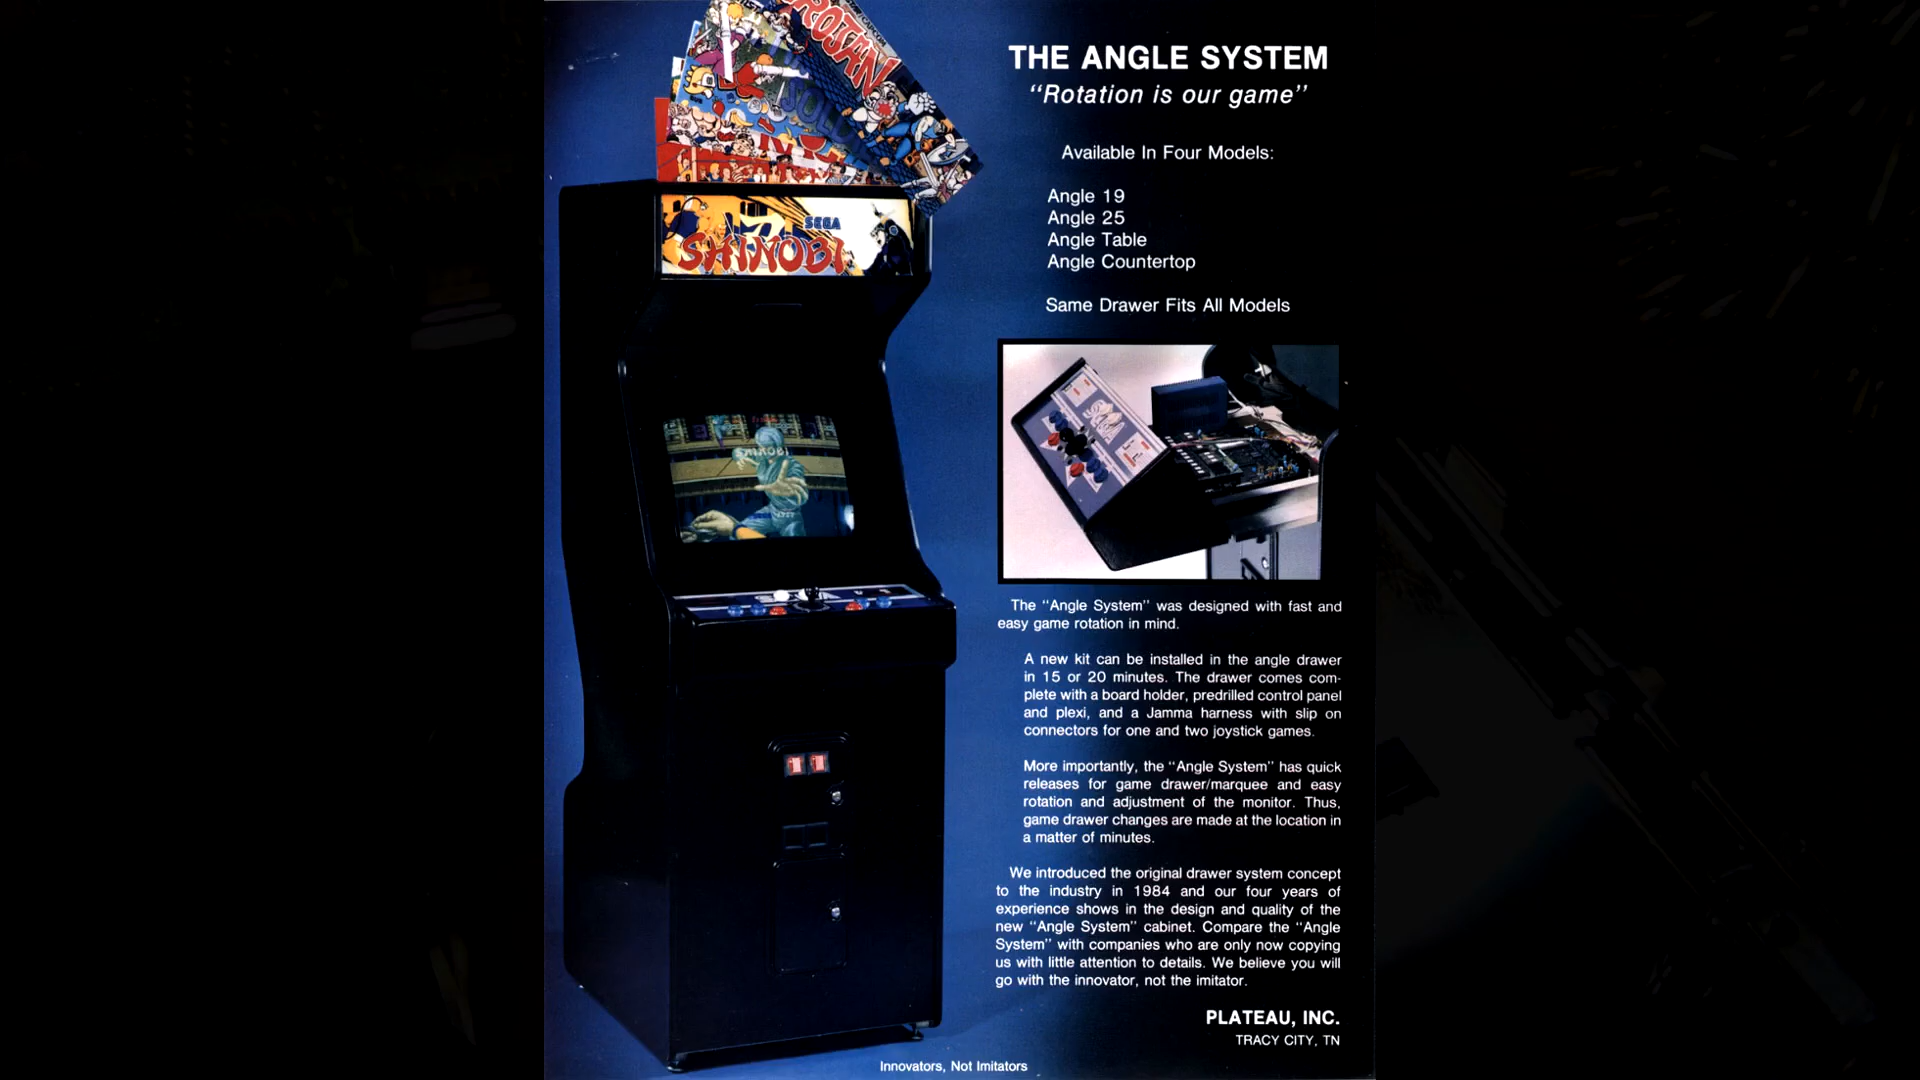 TROJAN
SEGA
SHINOBI
SHINOBI
THE ANGLE SYSTEM
"Rotation is our game"
Available In Four Models:
Angle 19
Angle 25
Angle Table
Angle Countertop
Same Drawer Fits All Models
SEGA
The "Angle System" was designed with fast and
easy game rotation in mind.
A new kit can be installed in the angle drawer
in 15 or 20 minutes. The drawer comes com-
plete with a board holder, predrilled control panel
and plexi, and a Jamma harness with slip on
connectors for one and two joystick games.
More importantly, the "Angle System" has quick
releases for game drawer/marquee and easy
rotation and adjustment of the monitor. Thus,
game drawer changes are made at the location in
a matter of minutes.
We introduced the original drawer system concept
to the industry in 1984 and our four years of
experience shows in the design and quality of the
new "Angle System" cabinet. Compare the "Angle
System" with companies who are only now copying
us with little attention to details. We believe you will
go with the innovator, not the imitator.
PLATEAU, INC.
TRACY CITY, TN
Innovators, Not Imitators